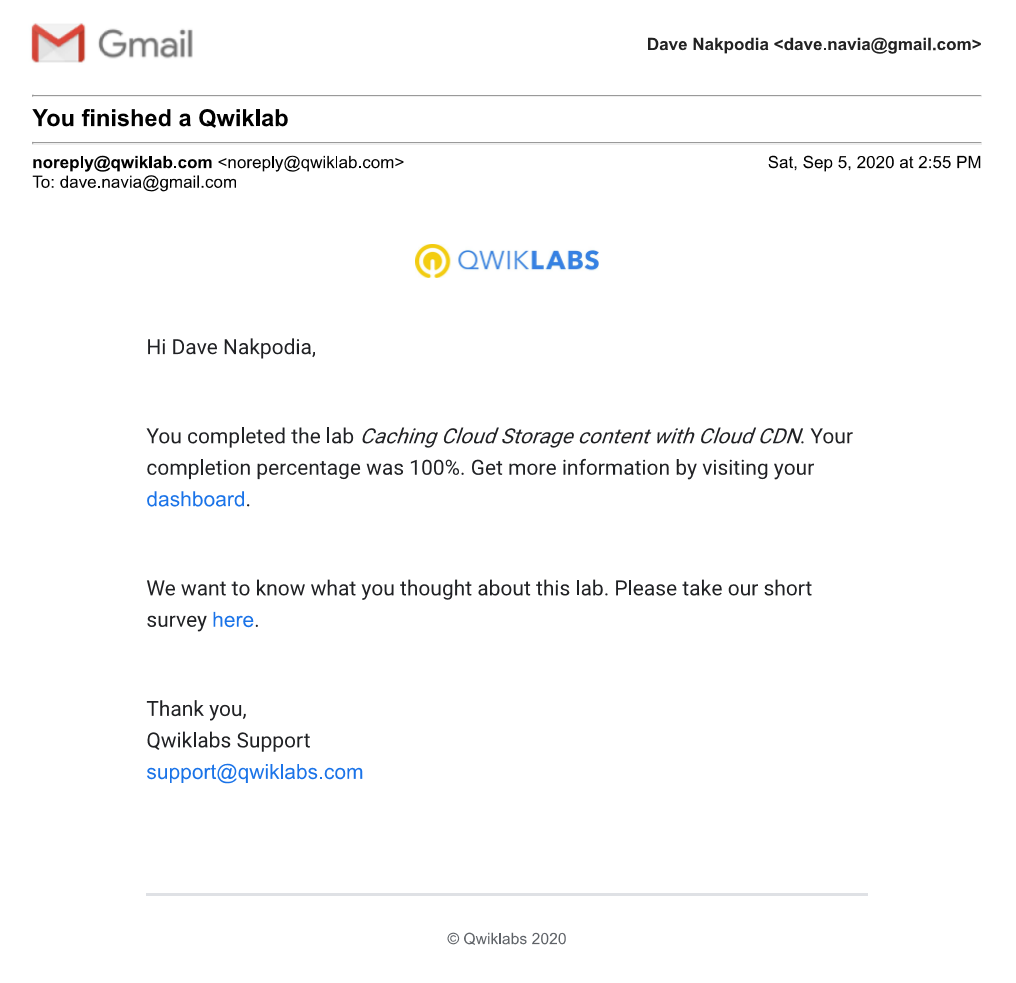 Gmail
Dave Nakpodia <dave.navia@gmail.com>
You finished a Qwiklab
noreply@qwiklab.com <noreply@qwiklab.com>
Sat, Sep 5, 2020 at 2:55 PM
To: dave.navia@gmail.com
QWIKLABS
Hi Dave Nakpodia,
You completed the lab Caching Cloud Storage content with Cloud CDN. Your
completion percentage was 100%. Get more information by visiting your
dashboard.
We want to know what you thought about this lab. Please take our short
survey here.
Thank you,
Qwiklabs Support
support@qwiklabs.com
© Qwiklabs 2020